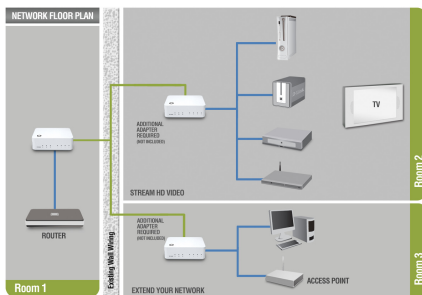 NETWORK FLOOR PLAN
ROUTER
Room 1
Existing Wall Wiring
ADDITIONAL
ADAPTER
REQUIRED
(NOT INCLUDED)
STREAM HD VIDEO
TV
Room 2
ADDITIONAL
ADAPTER
REQUIRED
(NOT INCLUDED)
EXTEND YOUR NETWORK
ACCESS POINT
Room 3